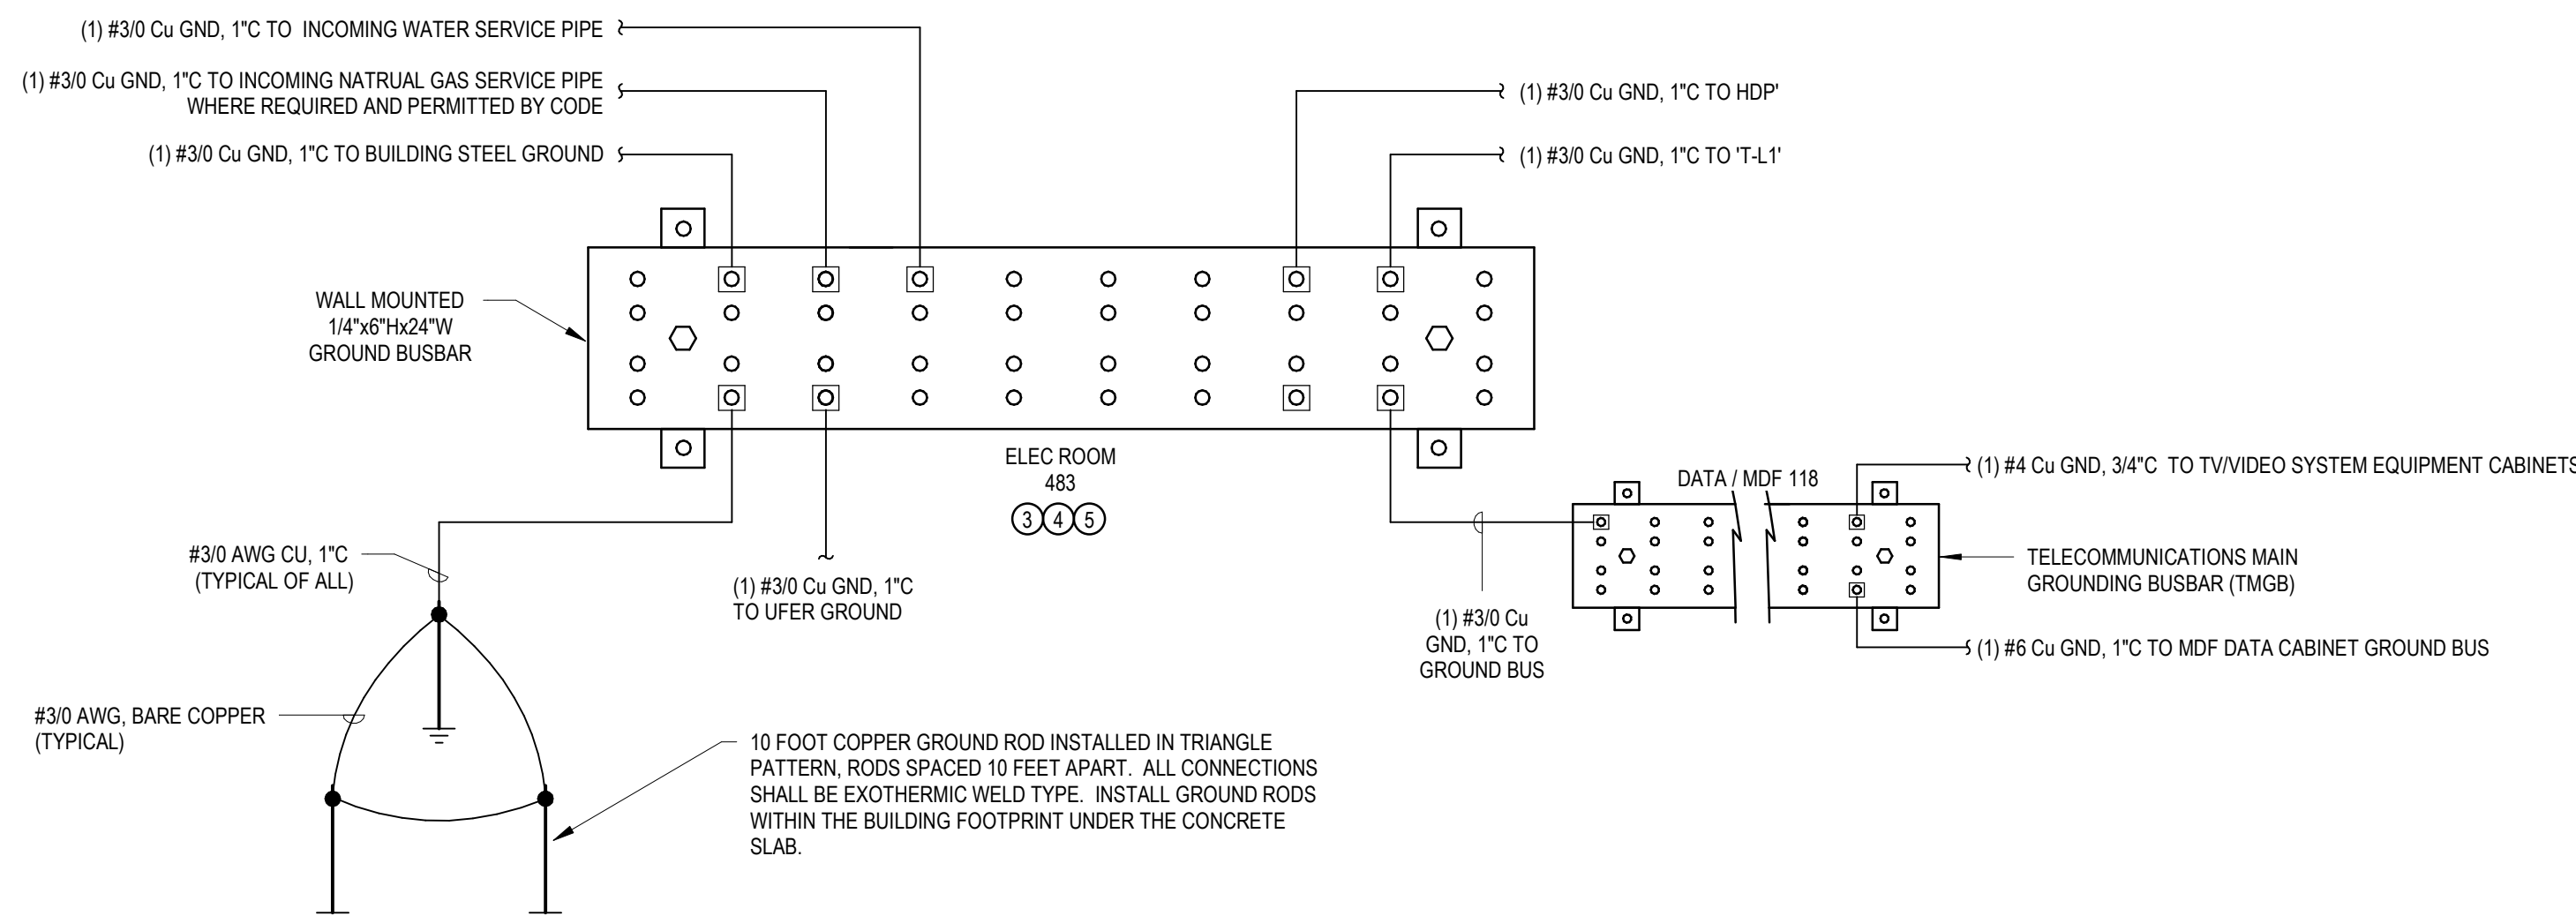 (1) #3/0 Cu GND, 1"C TO  INCOMING WATER SERVICE PIPE
(1) #3/0 Cu GND, 1"C TO INCOMING NATRUAL GAS SERVICE PIPE
WHERE REQUIRED AND PERMITTED BY CODE
(1) #3/0 Cu GND, 1"C TO BUILDING STEEL GROUND
(1) #3/0 Cu GND, 1"C TO HDP'
(1) #3/0 Cu GND, 1"C TO 'T-L1'
WALL MOUNTED
1/4"x6"Hx24"W
GROUND BUSBAR
ELEC ROOM
483
3 4 5
DATA / MDF 118
(1) #4 Cu GND, 3/4"C  TO TV/VIDEO SYSTEM EQUIPMENT CABINETS
TELECOMMUNICATIONS MAIN
GROUNDING BUSBAR (TMGB)
(1) #6 Cu GND, 1"C TO MDF DATA CABINET GROUND BUS
(1) #3/0 Cu
GND, 1"C TO
GROUND BUS
(1) #3/0 Cu GND, 1"C
TO UFER GROUND
#3/0 AWG CU, 1"C
(TYPICAL OF ALL)
#3/0 AWG, BARE COPPER
(TYPICAL)
10 FOOT COPPER GROUND ROD INSTALLED IN TRIANGLE
PATTERN, RODS SPACED 10 FEET APART.  ALL CONNECTIONS
SHALL BE EXOTHERMIC WELD TYPE.  INSTALL GROUND RODS
WITHIN THE BUILDING FOOTPRINT UNDER THE CONCRETE
SLAB.